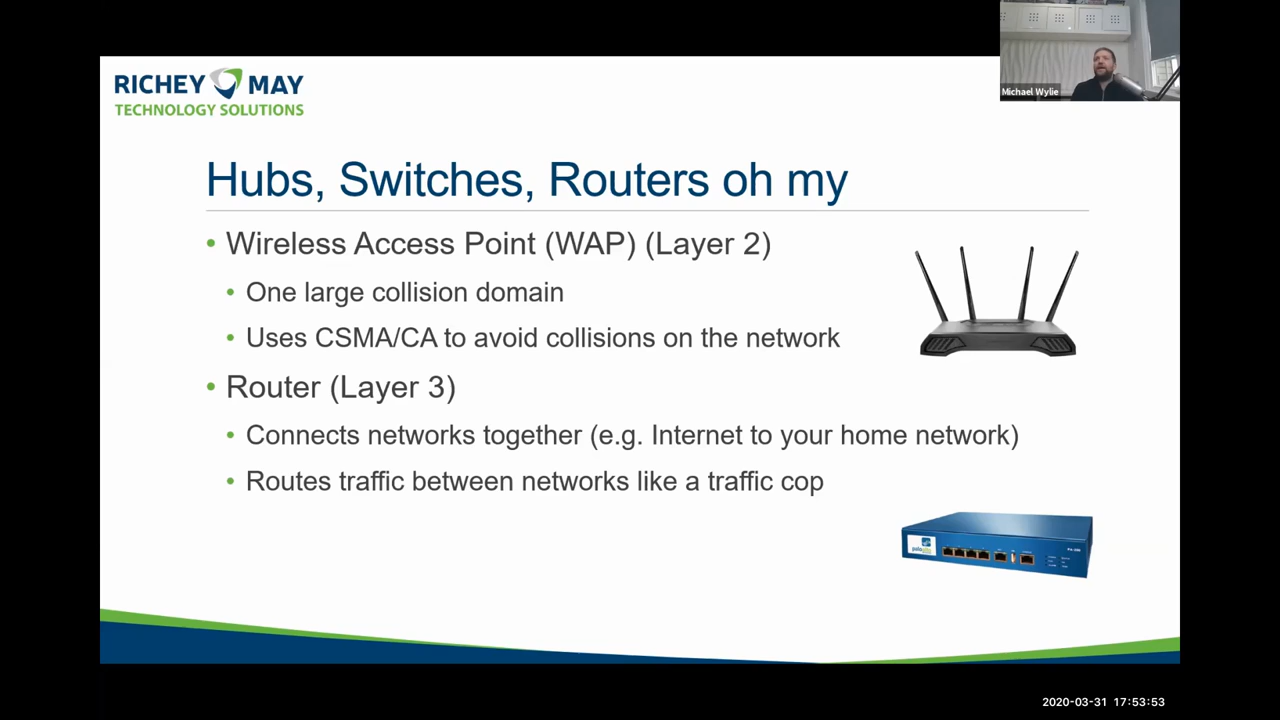 RICHEY MAY
TECHNOLOGY SOLUTIONS
Michael Wylie
Hubs, Switches, Routers oh my
• Wireless Access Point (WAP) (Layer 2)
• One large collision domain
• Uses CSMA/CA to avoid collisions on the network
• Router (Layer 3)
• Connects networks together (e.g. Internet to your home network)
• Routes traffic between networks like a traffic cop
2020-03-31 17:53:53